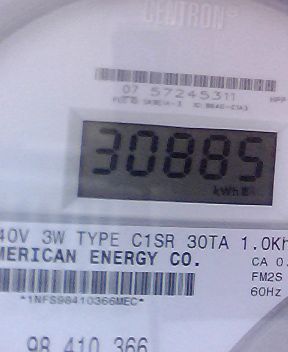 CENTRON®
07 57245311
30885
kWh
40V 3W TYPE C1SR 30TA 1.0Kh
MERICAN ENERGY CO.
CA 0.
FM2S
60Hz
*1NFS98410366MEC*
98 410 366